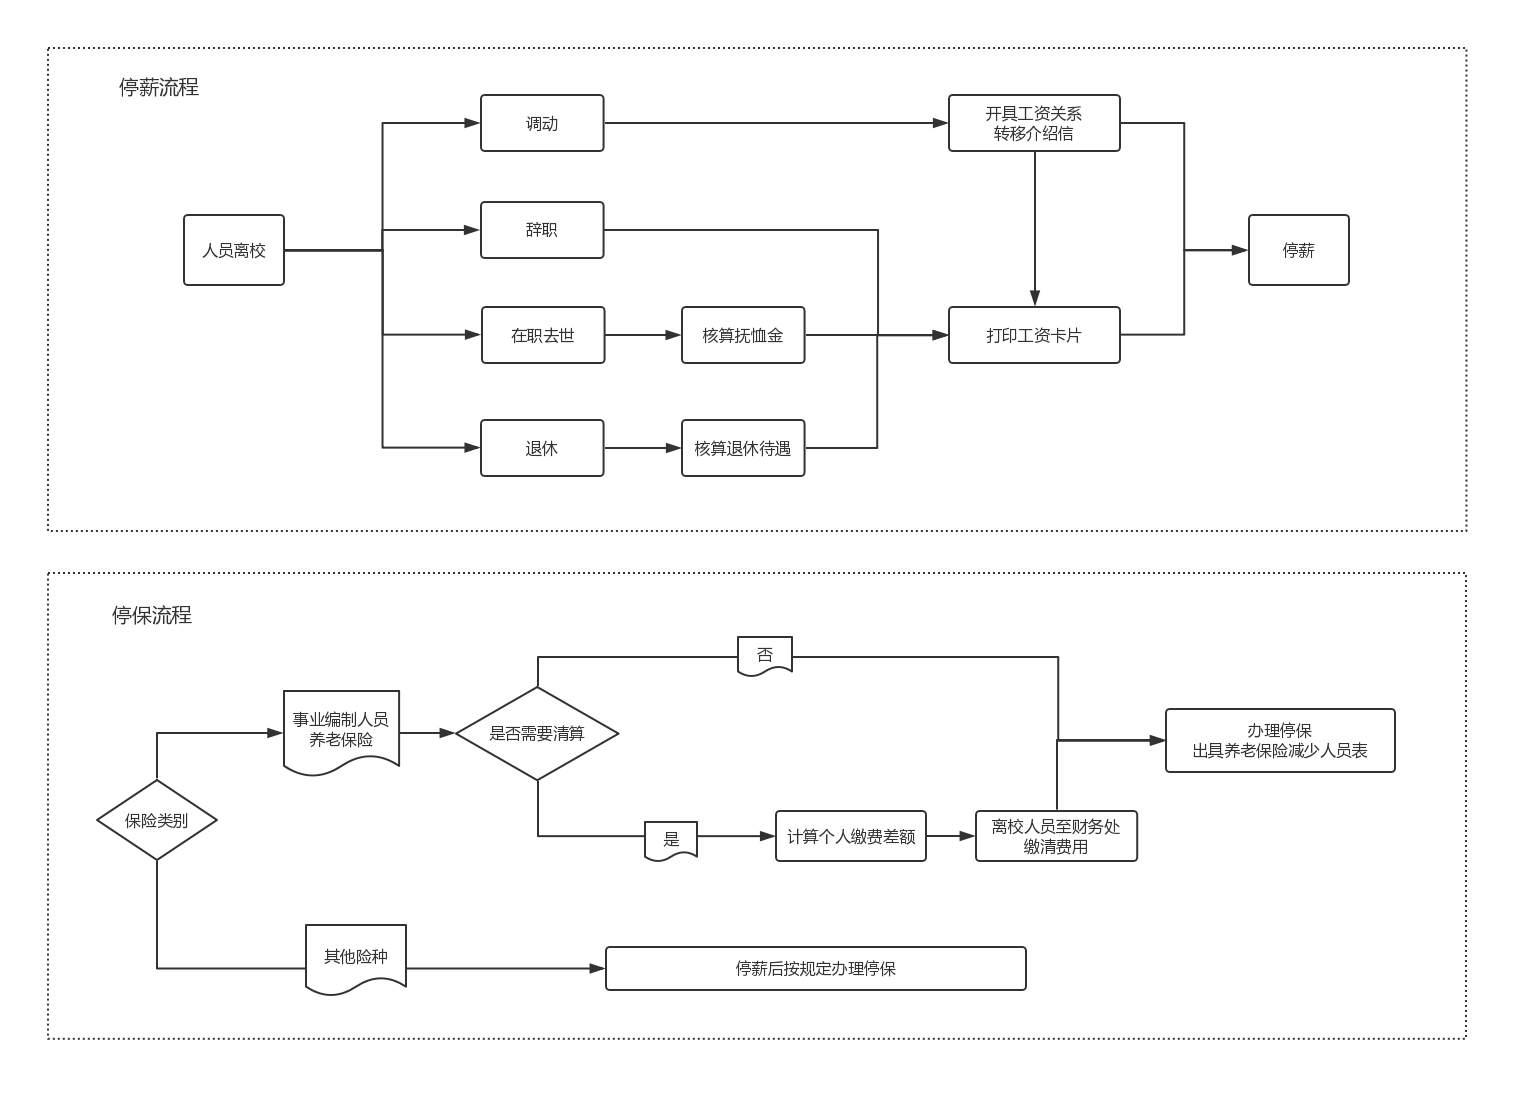 停薪流程
调动
开具工资关系
转移介绍信
辞职
人员离校
停薪
在职去世
核算抚恤金
打印工资卡片
退休
核算退休待遇
停保流程
否
事业编制人员
养老保险
是否需要清算
办理停保
出具养老保险减少人员表
保险类别
是
计算个人缴费差额
离校人员至财务处
缴清费用
其他险种
停薪后按规定办理停保